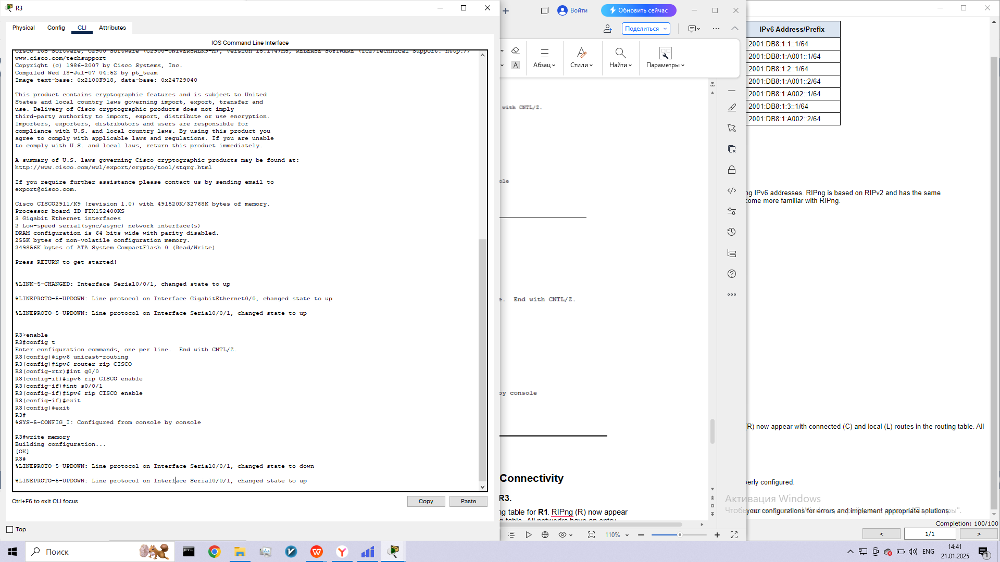 R3
Physical
Config
CLI
Attributes
IOS Command Line Interface
Cisco IOS Software, C2900 Software (C2900-UNIVERSALK9-M), Version 15.1(4)M5, RELEASE SOFTWARE (fc2)Technical Support: http://
www.cisco.com/techsupport
Copyright (c) 1986-2007 by Cisco Systems, Inc.
Compiled Wed 18-Jul-07 04:52 by pt_team
Image text-base: 0x2100F918, data-base: 0x24729040
This product contains cryptographic features and is subject to United
States and local country laws governing import, export, transfer and
use. Delivery of Cisco cryptographic products does not imply
third-party authority to import, export, distribute or use encryption.
Importers, exporters, distributors and users are responsible for
compliance with U.S. and local country laws. By using this product you
agree to comply with applicable laws and regulations. If you are unable
to comply with U.S. and local laws, return this product immediately.
A summary of U.S. laws governing Cisco cryptographic products may be found at:
http://www.cisco.com/wwl/export/crypto/tool/stqrg.html
If you require further assistance please contact us by sending email to
export@cisco.com.
Cisco CISCO2911/K9 (revision 1.0) with 491520K/32768K bytes of memory.
Processor board ID FTX152400KS
3 Gigabit Ethernet interfaces
2 Low-speed serial(sync/async) network interface(s)
DRAM configuration is 64 bits wide with parity disabled.
255K bytes of non-volatile configuration memory.
249856K bytes of ATA System CompactFlash 0 (Read/Write)
Press RETURN to get started!
%LINK-5-CHANGED: Interface Serial0/0/1, changed state to up
%LINEPROTO-5-UPDOWN: Line protocol on Interface GigabitEthernet0/0, changed state to up
%LINEPROTO-5-UPDOWN: Line protocol on Interface Serial0/0/1, changed state to up
R3>enable
R3#config t
Enter configuration commands, one per line.  End with CNTL/Z.
R3(config)#ipv6 unicast-routing
R3(config)#ipv6 router rip CISCO
R3(config-rtr)#int g0/0
R3(config-if)#ipv6 rip CISCO enable
R3(config-if)#int s0/0/1
R3(config-if)#ipv6 rip CISCO enable
R3(config-if)#exit
R3(config)#exit
R3#
%SYS-5-CONFIG_I: Configured from console by console
R3#write memory
Building configuration...
[OK]
R3#
%LINEPROTO-5-UPDOWN: Line protocol on Interface Serial0/0/1, changed state to down
%LINEPROTO-5-UPDOWN: Line protocol on Interface Serial0/0/1, changed state to up
Ctrl+F6 to exit CLI focus
Copy
Paste
Top
Войти
Обновить сейчас
Поделиться
A
Абзац
Стили
Найти
Параметры
with CNTL/Z.
ole
e.  End with CNTL/Z.
by console
Connectivity
R3.
ng table for R1. RIPng (R) now appear
g table. All networks have an entry
110%
IPv6 Address/Prefix
2001:DB8:1:1::1/64
2001:DB8:1:A001::1/64
2001:DB8:1:2::1/64
2001:DB8:1:A001::2/64
2001:DB8:1:A002::1/64
2001:DB8:1:3::1/64
2001:DB8:1:A002::2/64
ng IPv6 addresses. RIPng is based on RIPv2 and has the same
come more familiar with RIPng.
(R) now appear with connected (C) and local (L) routes in the routing table. All
erly configured.
Активация Windows
your configurations for errors and implement appropriate solutions.
Completion: 100/100
<
1/1
>
Поиск
ENG
14:41
21.01.2025
1